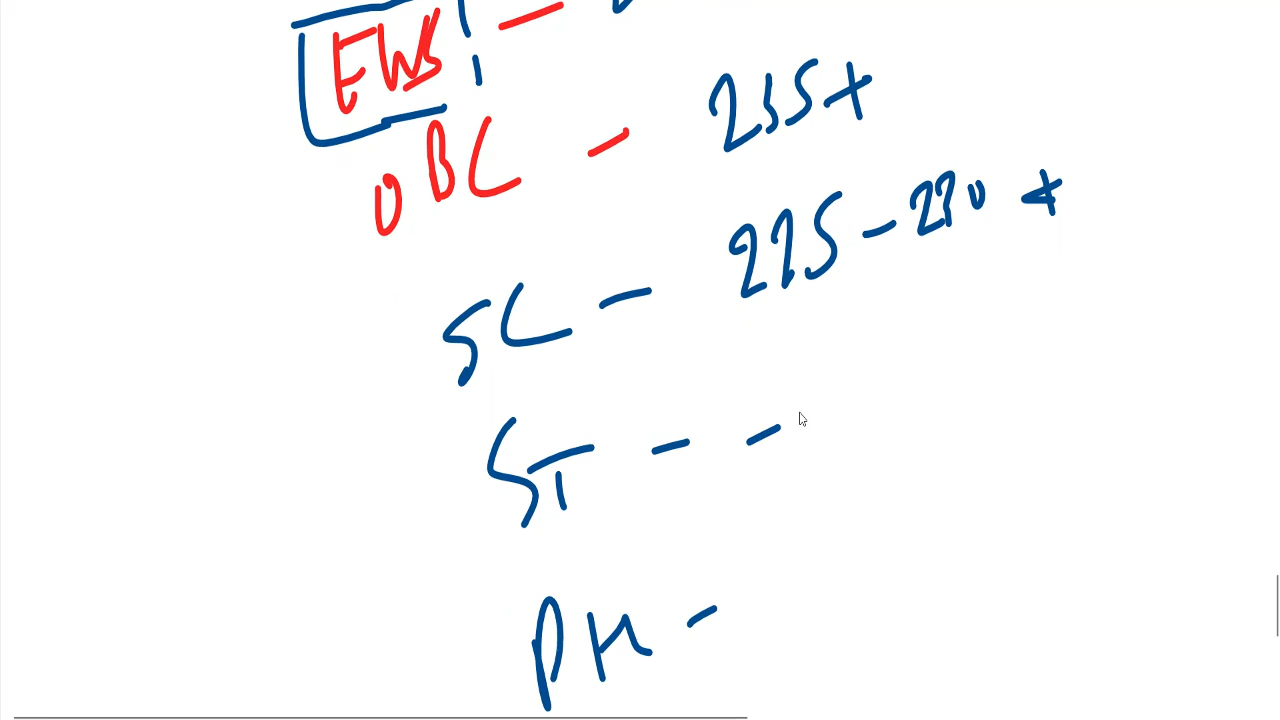 EWS -
OBC - 235+
SC - 225-230 +
ST - -
PH -